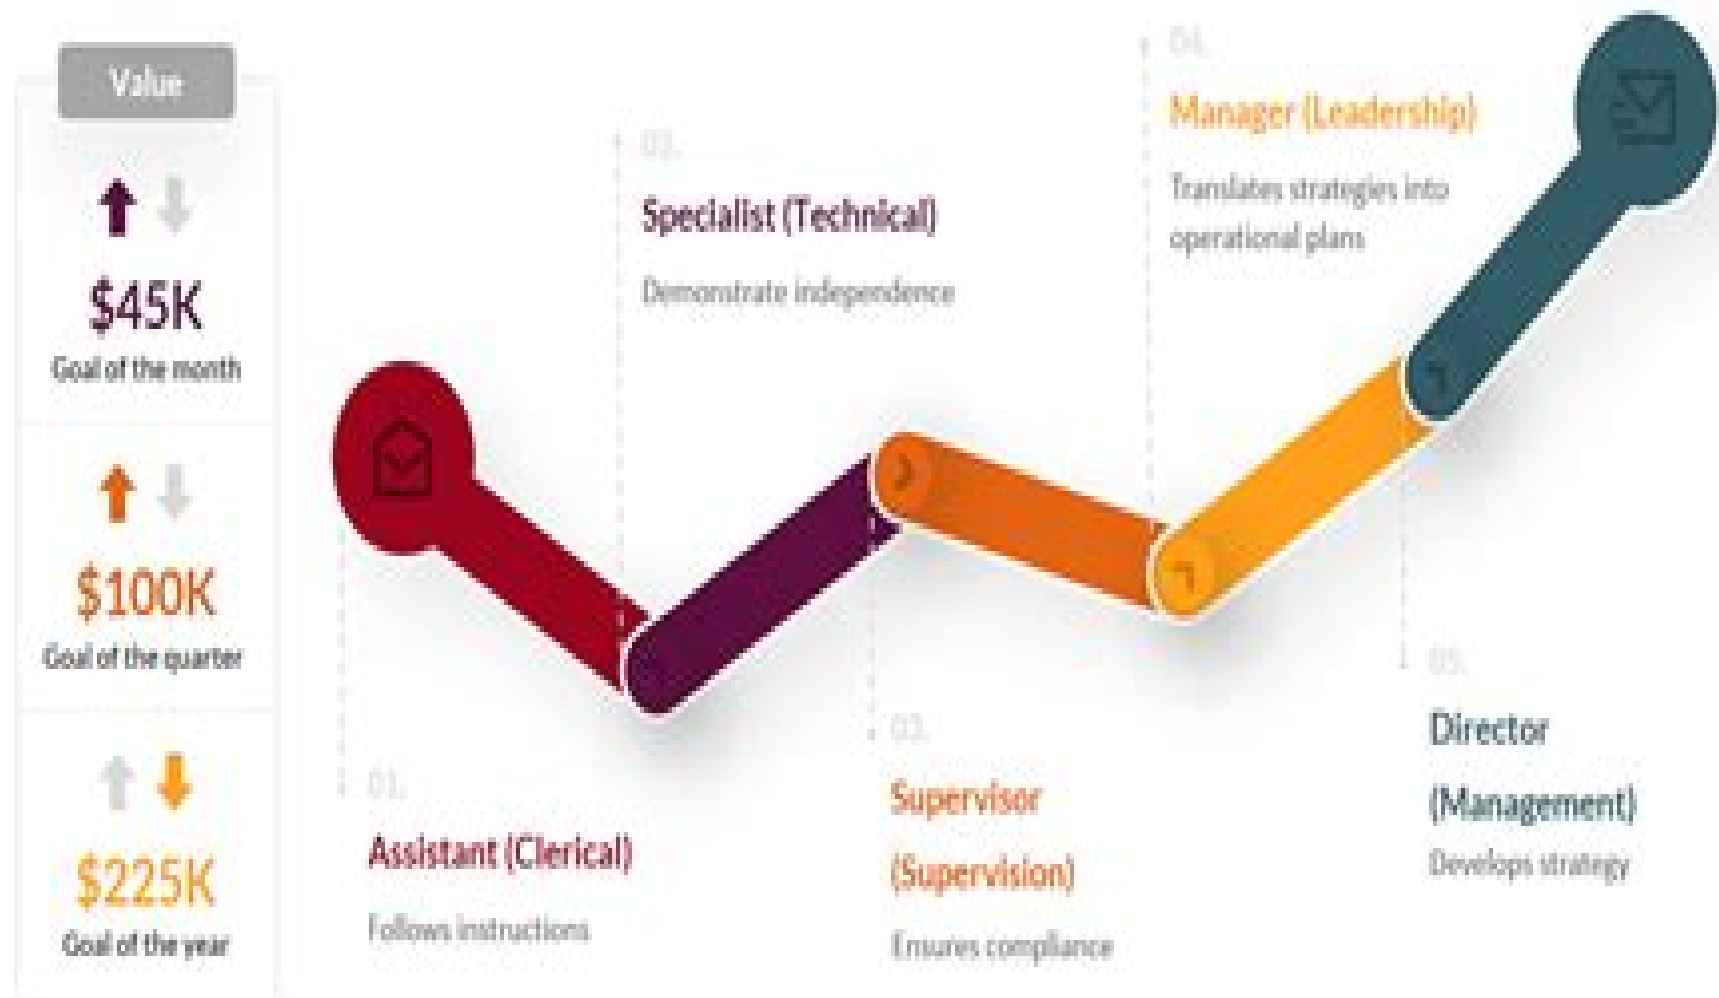 Value
$45K
Goal of the month
$100K
Goal of the quarter
$225K
Goal of the year
01.
Assistant (Clerical)
Follows instructions
02.
Specialist (Technical)
Demonstrate independence
03.
Supervisor
(Supervision)
Ensures compliance
04.
Manager (Leadership)
Translates strategies into
operational plans
05.
Director
(Management)
Develops strategy